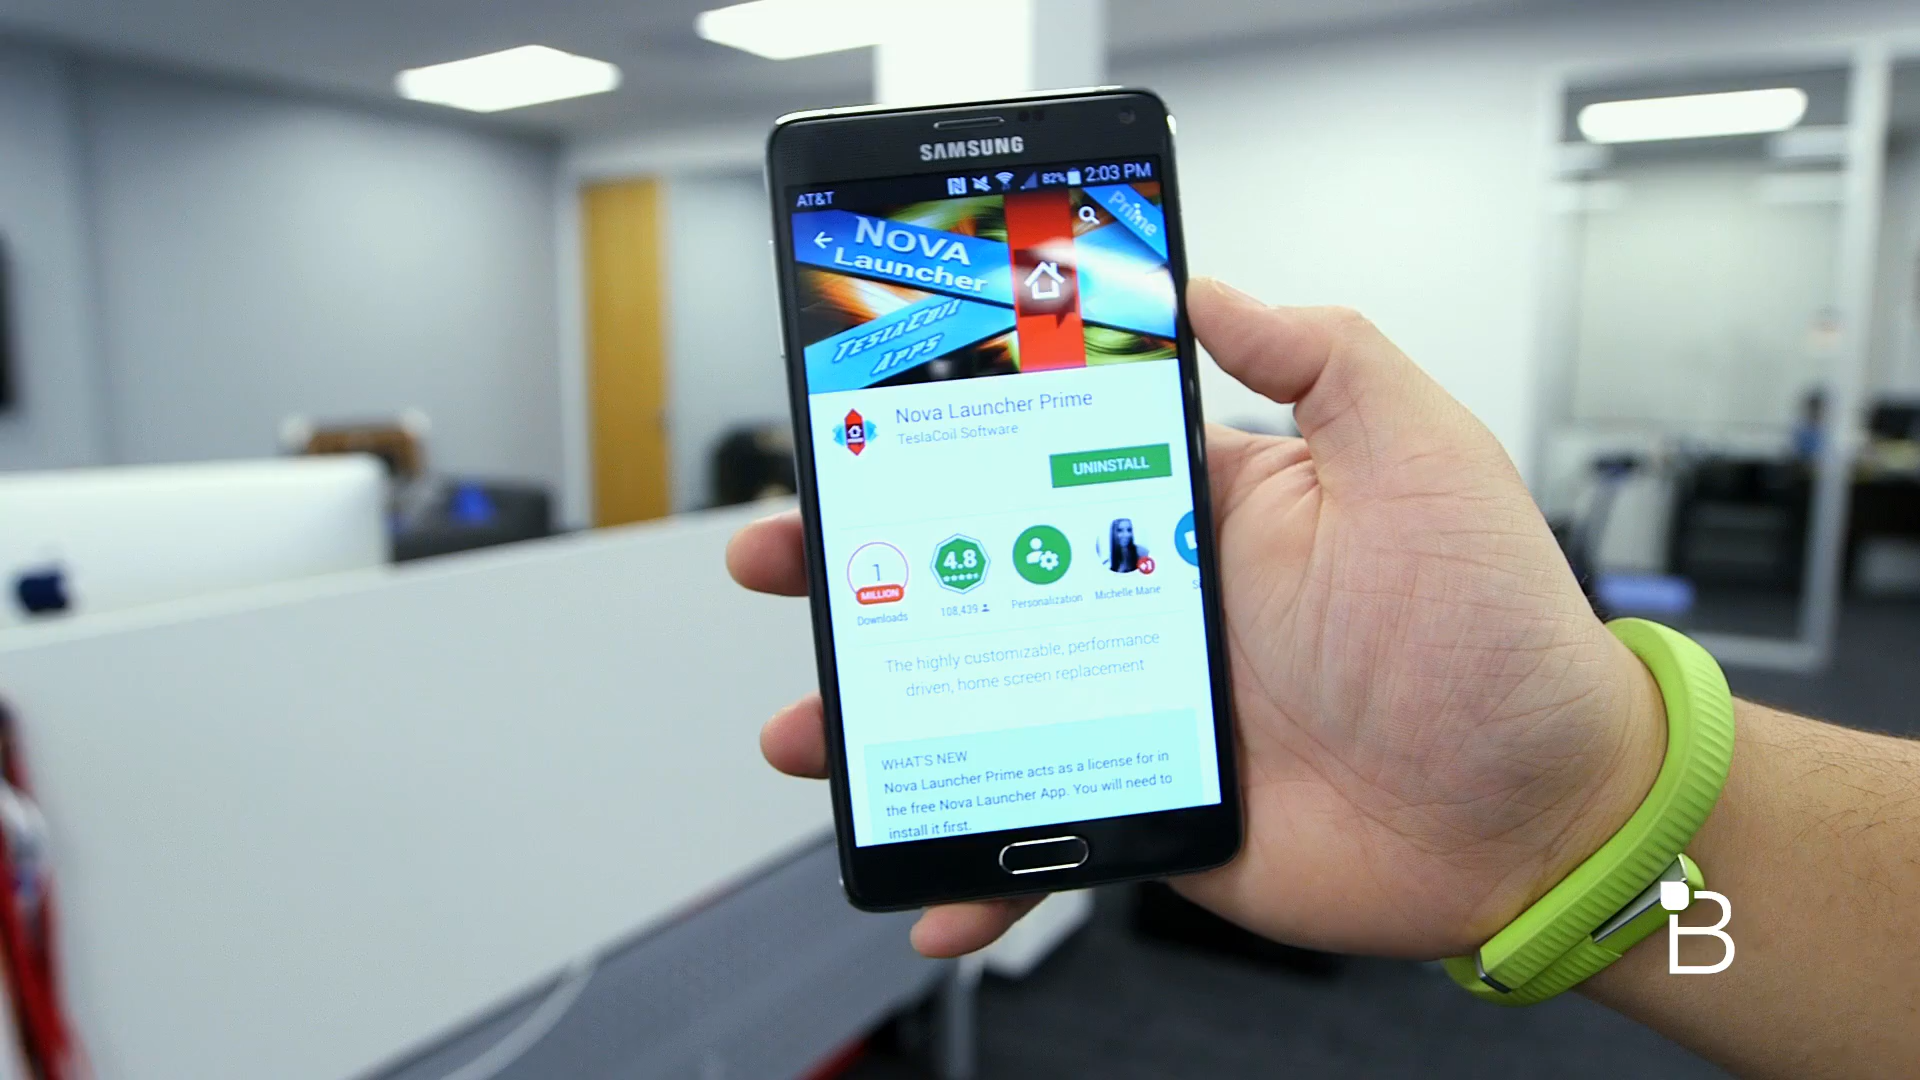 SAMSUNG
AT&T
82%
2:03 PM
NOVA
Launcher
Prime
TESLACOIL
APPS
Nova Launcher Prime
TeslaCoil Software
UNINSTALL
1
MILLION
Downloads
4.8
108,439
Personalization
Michelle Marie
+1
S
The highly customizable, performance
driven, home screen replacement
WHAT'S NEW
Nova Launcher Prime acts as a license for in
the free Nova Launcher App. You will need to
install it first.
B